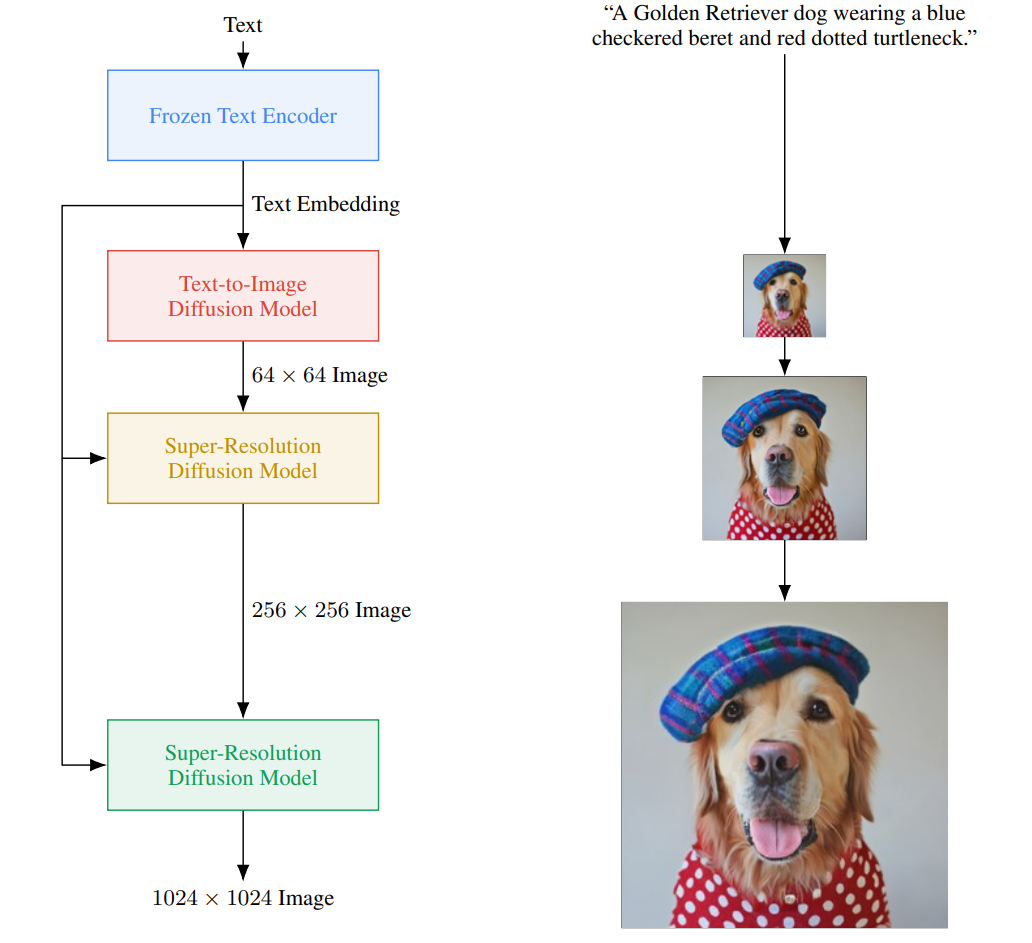 Text
Frozen Text Encoder
Text Embedding
Text-to-Image
Diffusion Model
64 × 64 Image
Super-Resolution
Diffusion Model
256 × 256 Image
Super-Resolution
Diffusion Model
1024 × 1024 Image
“A Golden Retriever dog wearing a blue
checkered beret and red dotted turtleneck.”